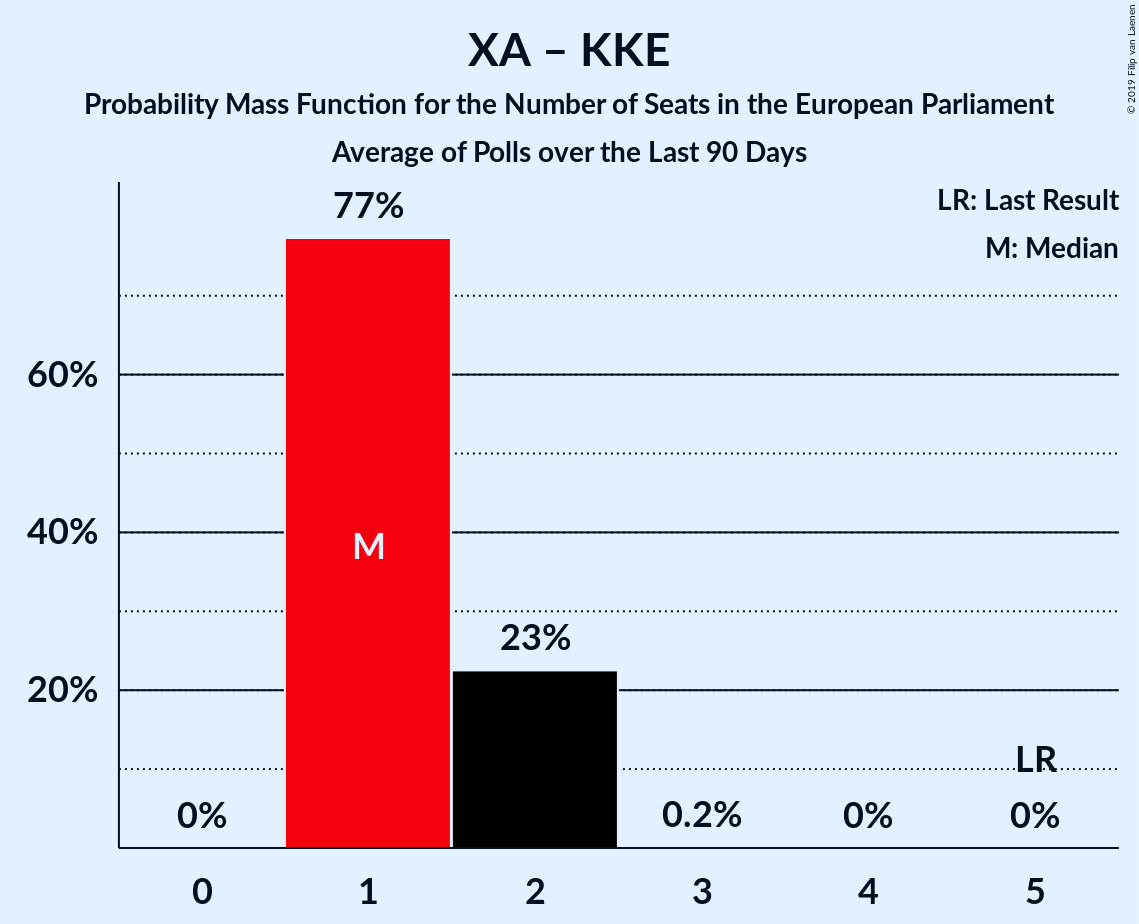 XA – KKE
Probability Mass Function for the Number of Seats in the European Parliament
Average of Polls over the Last 90 Days
© 2019 Filip van Laenen
LR: Last Result
M: Median
77%
60%
M
40%
23%
20%
LR
0%
0.2%
0%
0%
0 1 2 3 4 5